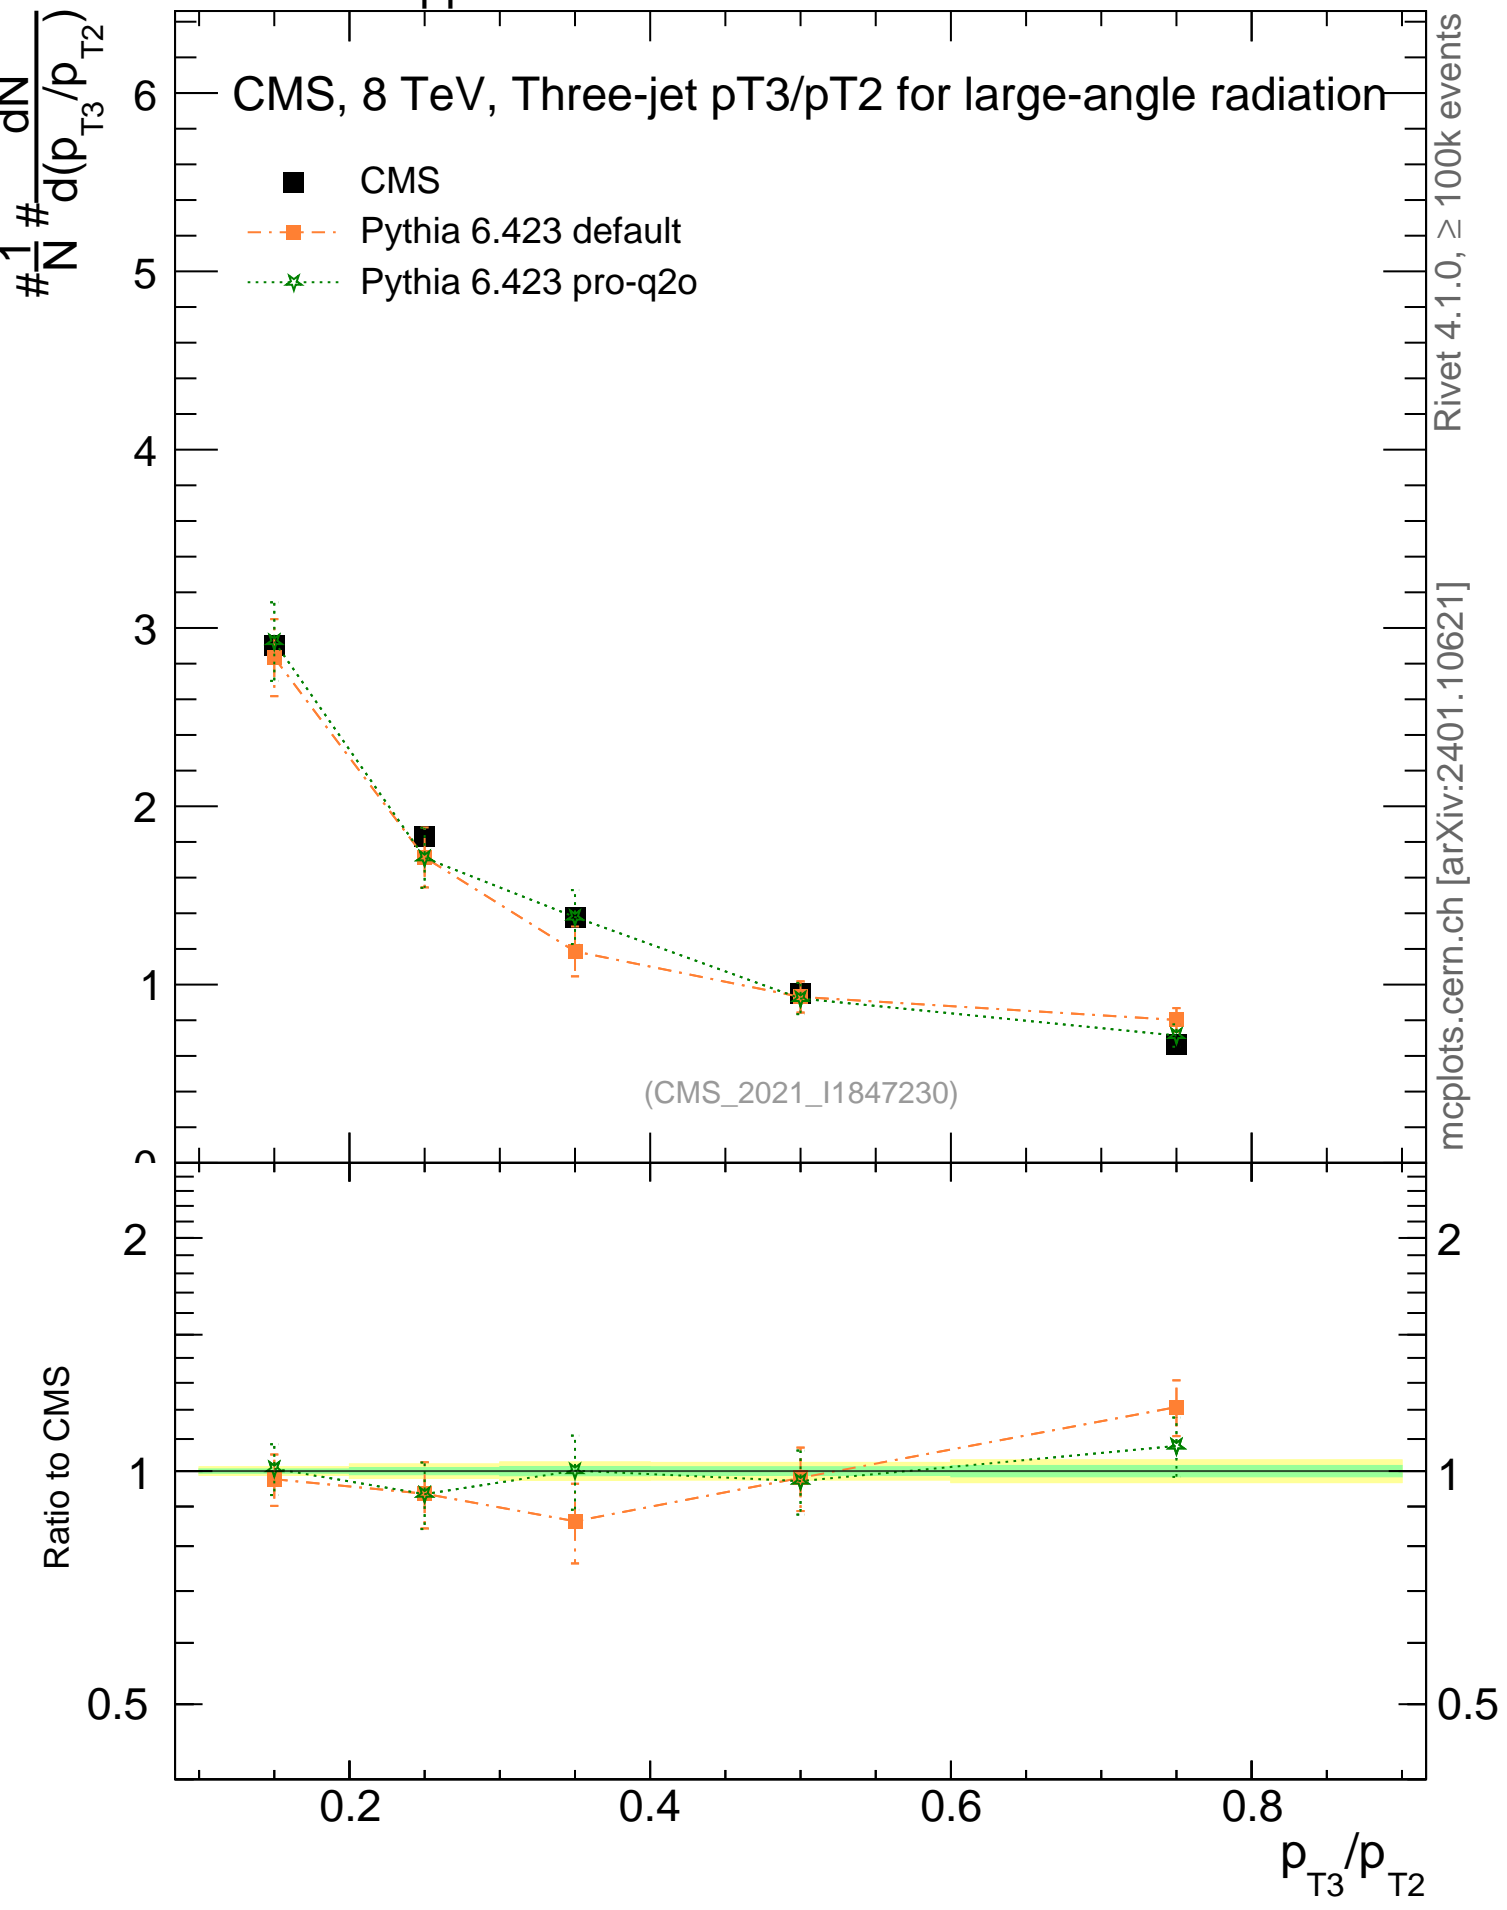 CMS, 8 TeV, Three-jet pT3/pT2 for large-angle radiation
CMS
Pythia 6.423 default
Pythia 6.423 pro-q2o
#1/N # dN/d(pT3/pT2)
6
5
4
3
2
1
0
(CMS_2021_I1847230)
Rivet 4.1.0, ≥ 100k events
mcplots.cern.ch [arXiv:2401.10621]
Ratio to CMS
2
1
0.5
2
1
0.5
0.2 0.4 0.6 0.8
pT3/pT2